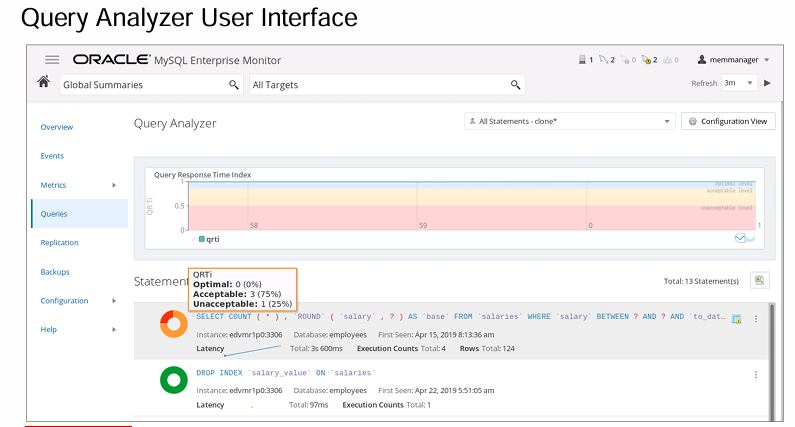 Query Analyzer User Interface
ORACLE MySQL Enterprise Monitor
1 2 0 2 0 memmanager
Global Summaries All Targets Refresh 3m
Overview
Query Analyzer
All Statements - clone*
Configuration View
Events
Metrics
Queries
Replication
Backups
Configuration
Help
Query Response Time Index
1
0.5
0
QRTi
optimal level
acceptable level
unacceptable level
58 59 0 1
qrti
Statement
Total: 13 Statement(s)
QRTi
Optimal: 0 (0%)
Acceptable: 3 (75%)
Unacceptable: 1 (25%)
SELECT COUNT ( * ) , `ROUND` ( `salary` , ? ) AS `base` FROM `salaries` WHERE `salary` BETWEEN ? AND ? AND `to_dat…
Instance: edvmr1p0:3306 Database: employees First Seen: Apr 15, 2019 8:13:36 am
Latency Total: 3s 600ms Execution Counts Total: 4 Rows Total: 124
DROP INDEX `salary_value` ON `salaries`
Instance: edvmr1p0:3306 Database: employees First Seen: Apr 22, 2019 5:51:05 am
Latency Total: 97ms Execution Counts Total: 1